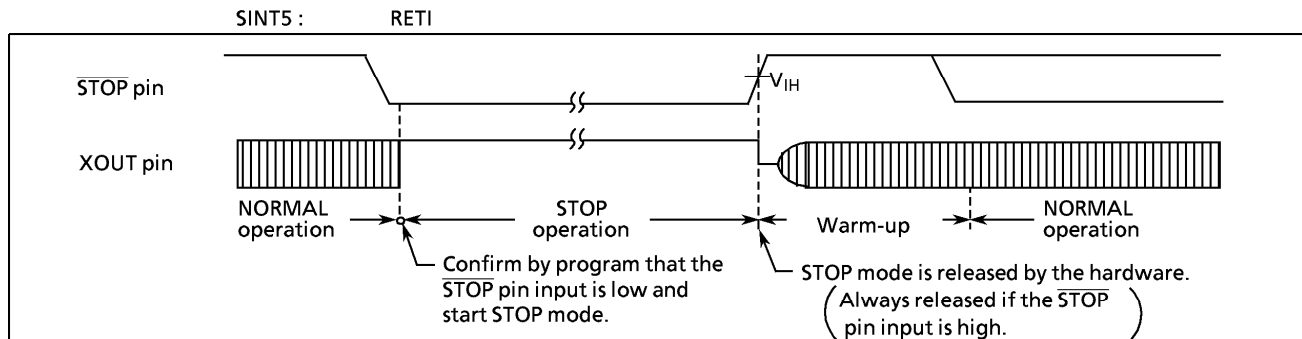 SINT5 : RETI
STOP pin
VIH
XOUT pin
NORMAL
operation
STOP
operation
Warm-up
NORMAL
operation
Confirm by program that the
STOP pin input is low and
start STOP mode.
STOP mode is released by the hardware.
(Always released if the STOP
pin input is high.)